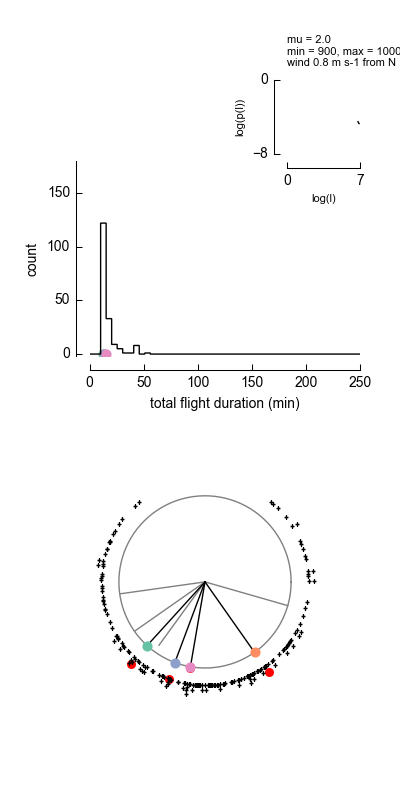 mu = 2.0
min = 900, max = 1000
wind 0.8 m s-1 from N
0
−8
log(p(l))
0 7
log(l)
150
100
50
0
count
0 50 100 150 200 250
total flight duration (min)